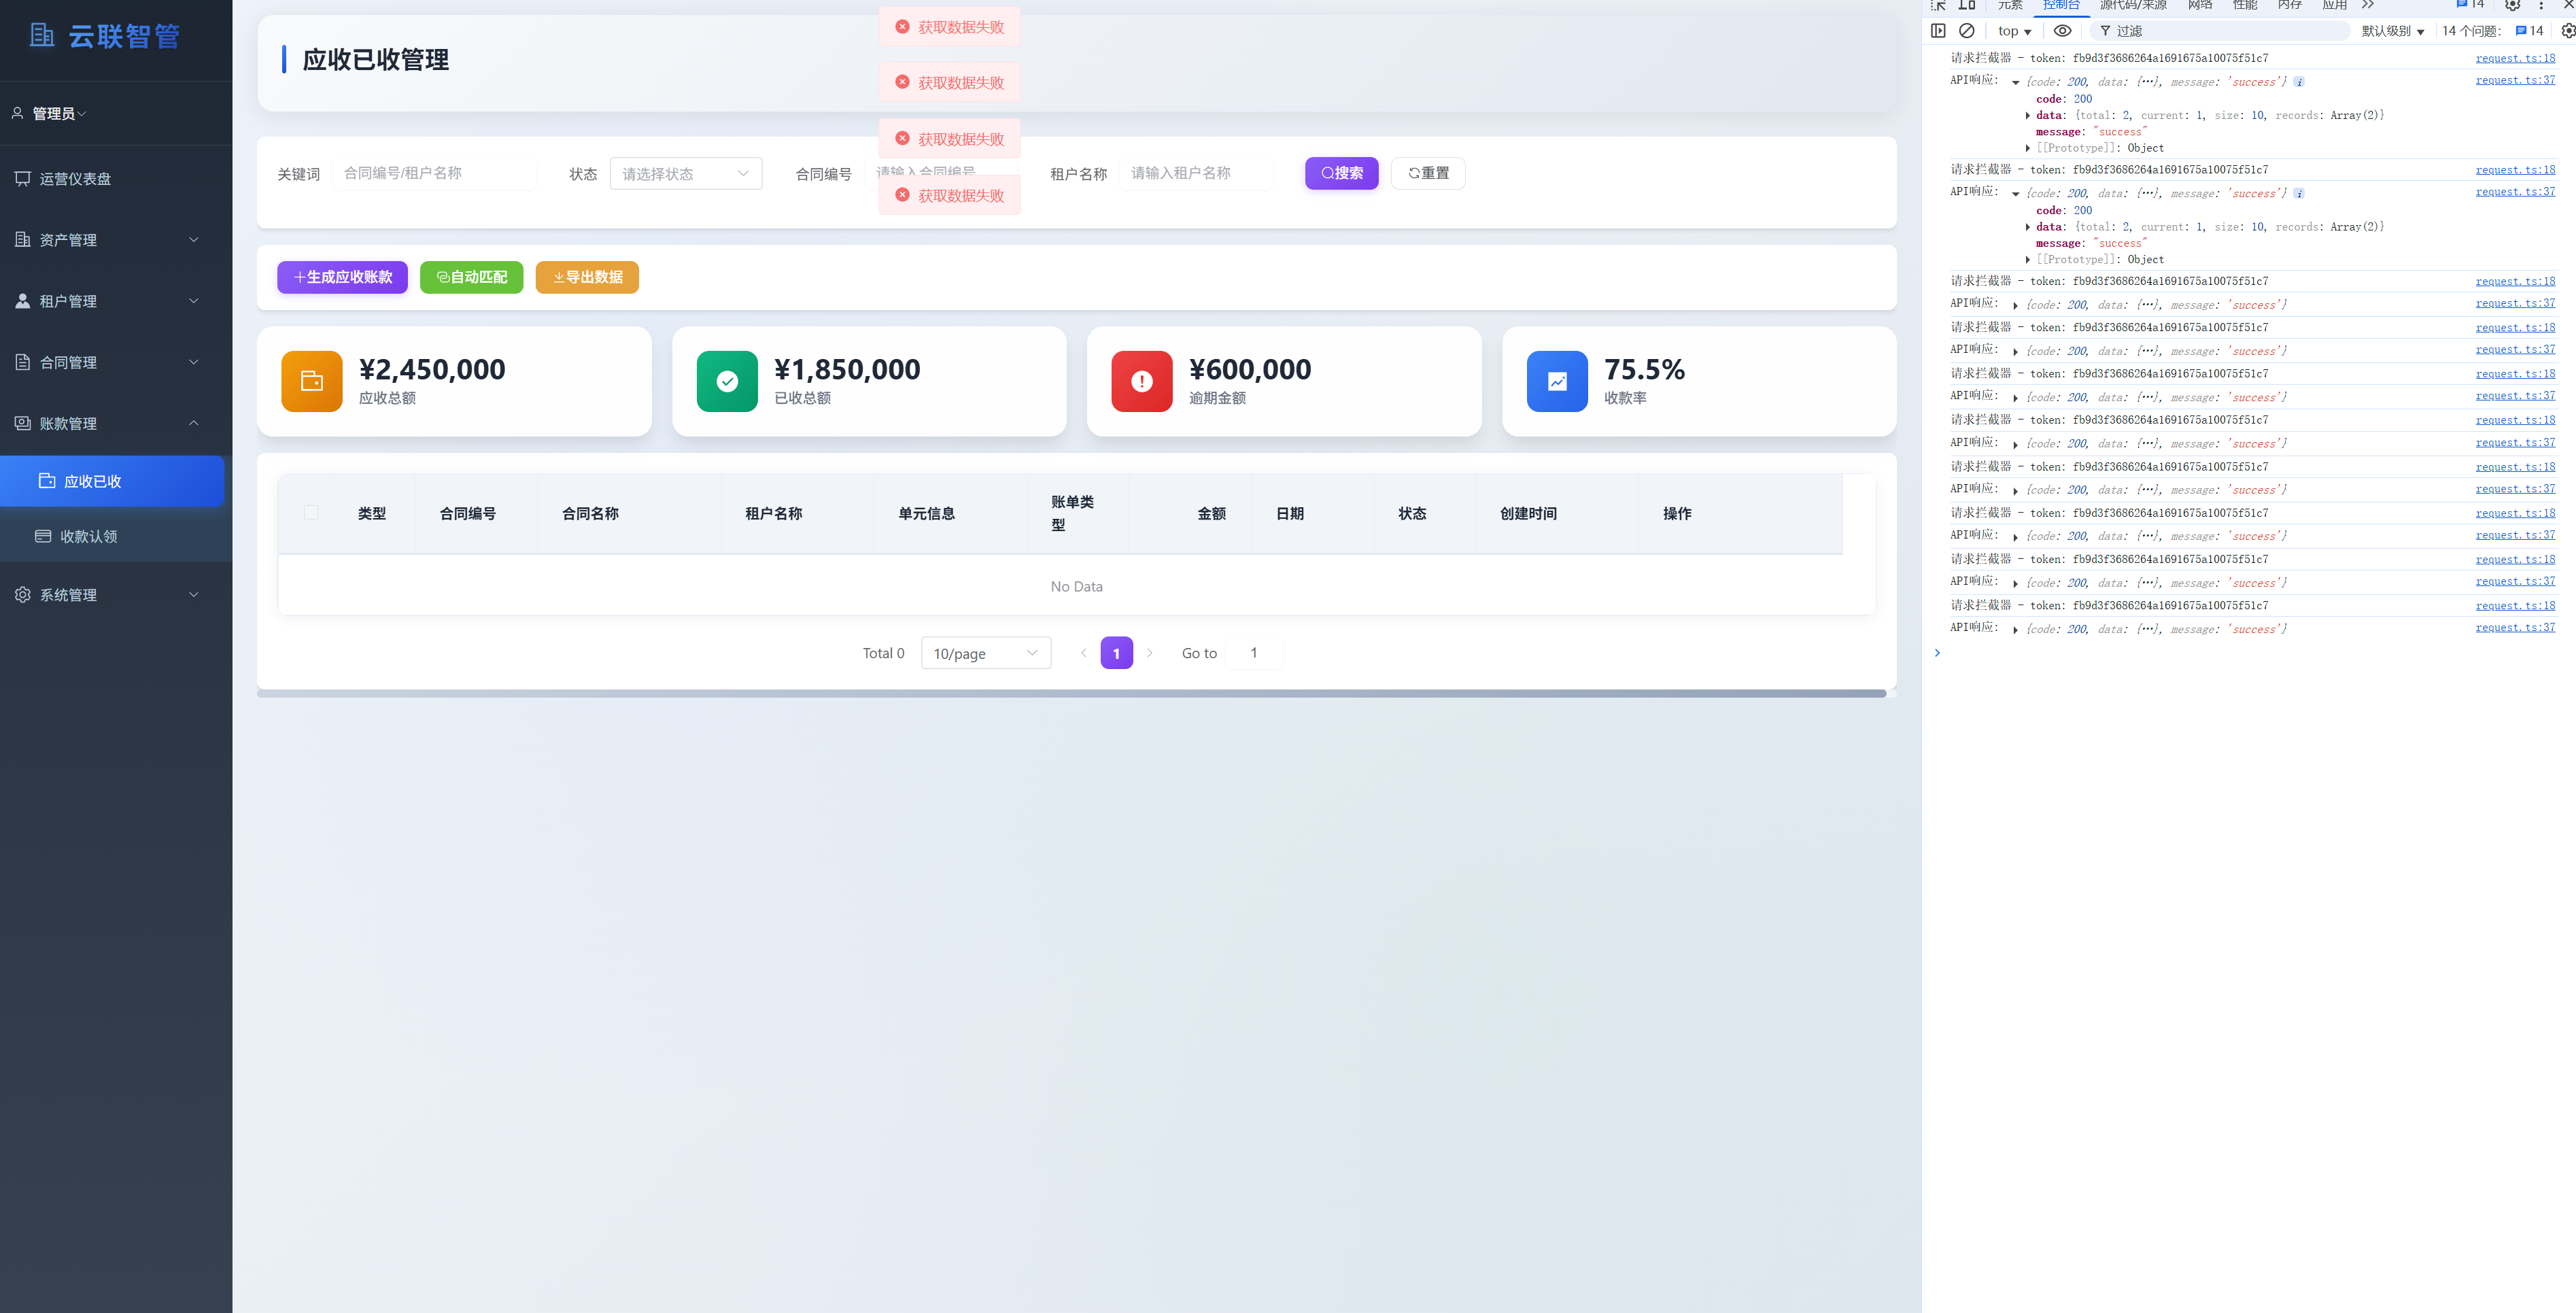 云联智管
管理员
运营仪表盘
资产管理
租户管理
合同管理
账款管理
应收已收
收款认领
系统管理
应收已收管理
获取数据失败
获取数据失败
获取数据失败
获取数据失败
关键词 合同编号/租户名称 状态 请选择状态 合同编号 请输入合同编号 租户名称 请输入租户名称 搜索 重置
生成应收账款 自动匹配 导出数据
¥2,450,000
应收总额
¥1,850,000
已收总额
¥600,000
逾期金额
75.5%
收款率
类型 合同编号 合同名称 租户名称 单元信息 账单类型 金额 日期 状态 创建时间 操作
No Data
Total 0 10/page 1 Go to 1
元素 控制台 源代码/来源 网络 性能 内存 应用 14
top 过滤 默认级别 14 个问题: 14
请求拦截器 - token: fb9d3f3686264a1691675a10075f51c7 request.ts:18
API响应: {code: 200, data: {…}, message: 'success'} request.ts:37
code: 200
data: {total: 2, current: 1, size: 10, records: Array(2)}
message: "success"
[[Prototype]]: Object
请求拦截器 - token: fb9d3f3686264a1691675a10075f51c7 request.ts:18
API响应: {code: 200, data: {…}, message: 'success'} request.ts:37
code: 200
data: {total: 2, current: 1, size: 10, records: Array(2)}
message: "success"
[[Prototype]]: Object
请求拦截器 - token: fb9d3f3686264a1691675a10075f51c7 request.ts:18
API响应: {code: 200, data: {…}, message: 'success'} request.ts:37
请求拦截器 - token: fb9d3f3686264a1691675a10075f51c7 request.ts:18
API响应: {code: 200, data: {…}, message: 'success'} request.ts:37
请求拦截器 - token: fb9d3f3686264a1691675a10075f51c7 request.ts:18
API响应: {code: 200, data: {…}, message: 'success'} request.ts:37
请求拦截器 - token: fb9d3f3686264a1691675a10075f51c7 request.ts:18
API响应: {code: 200, data: {…}, message: 'success'} request.ts:37
请求拦截器 - token: fb9d3f3686264a1691675a10075f51c7 request.ts:18
API响应: {code: 200, data: {…}, message: 'success'} request.ts:37
请求拦截器 - token: fb9d3f3686264a1691675a10075f51c7 request.ts:18
API响应: {code: 200, data: {…}, message: 'success'} request.ts:37
请求拦截器 - token: fb9d3f3686264a1691675a10075f51c7 request.ts:18
API响应: {code: 200, data: {…}, message: 'success'} request.ts:37
请求拦截器 - token: fb9d3f3686264a1691675a10075f51c7 request.ts:18
API响应: {code: 200, data: {…}, message: 'success'} request.ts:37